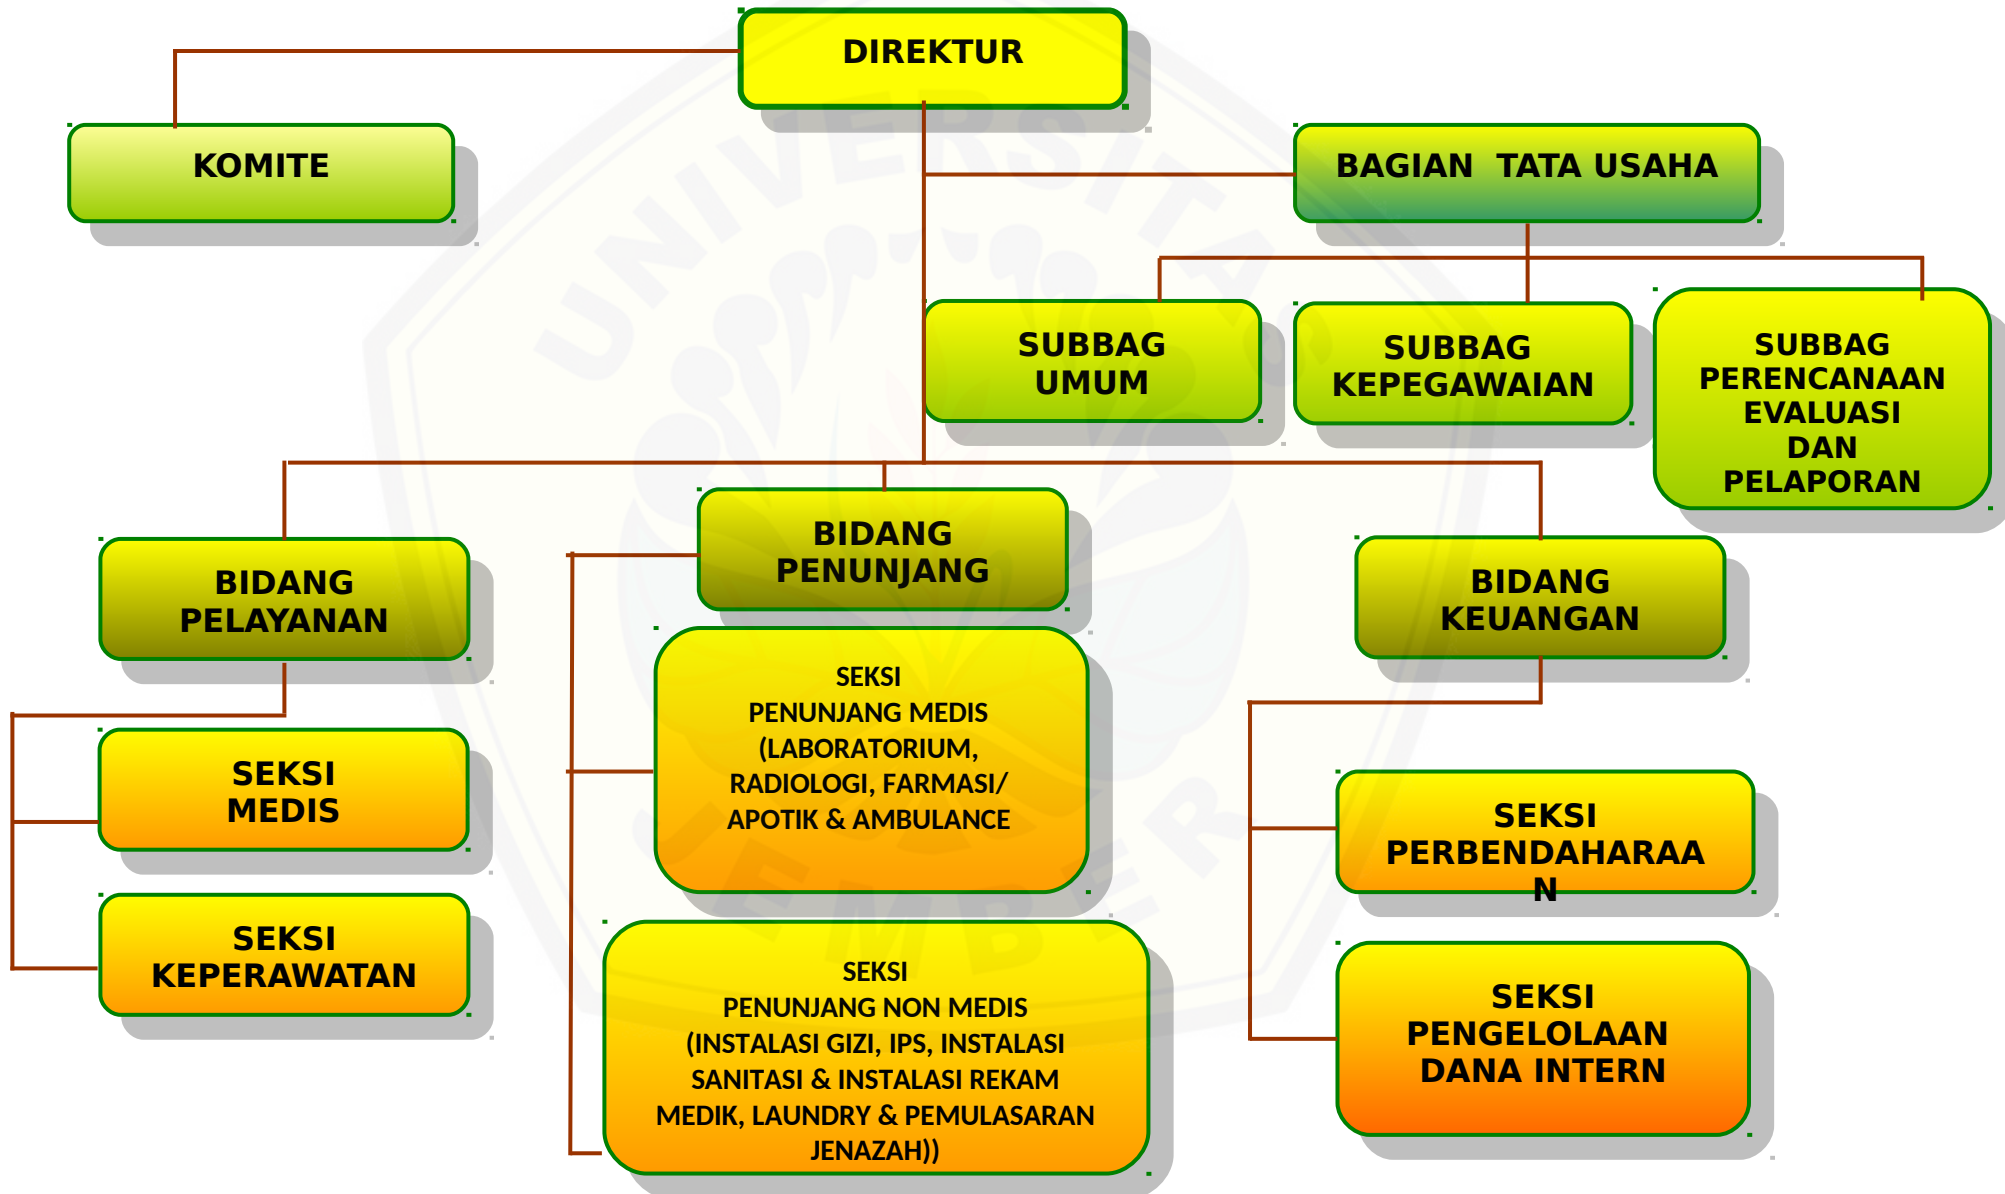 DIREKTUR
KOMITE
BAGIAN  TATA USAHA
SUBBAG
UMUM
SUBBAG
KEPEGAWAIAN
SUBBAG
PERENCANAAN
EVALUASI
DAN
PELAPORAN
BIDANG
PELAYANAN
BIDANG
PENUNJANG
BIDANG
KEUANGAN
SEKSI
MEDIS
SEKSI
KEPERAWATAN
SEKSI
PENUNJANG MEDIS
(LABORATORIUM,
RADIOLOGI, FARMASI/
APOTIK & AMBULANCE
SEKSI
PENUNJANG NON MEDIS
(INSTALASI GIZI, IPS, INSTALASI
SANITASI & INSTALASI REKAM
MEDIK, LAUNDRY & PEMULASARAN
JENAZAH))
SEKSI
PERBENDAHARAA
N
SEKSI
PENGELOLAAN
DANA INTERN
UNIVERSITAS
JEMBER